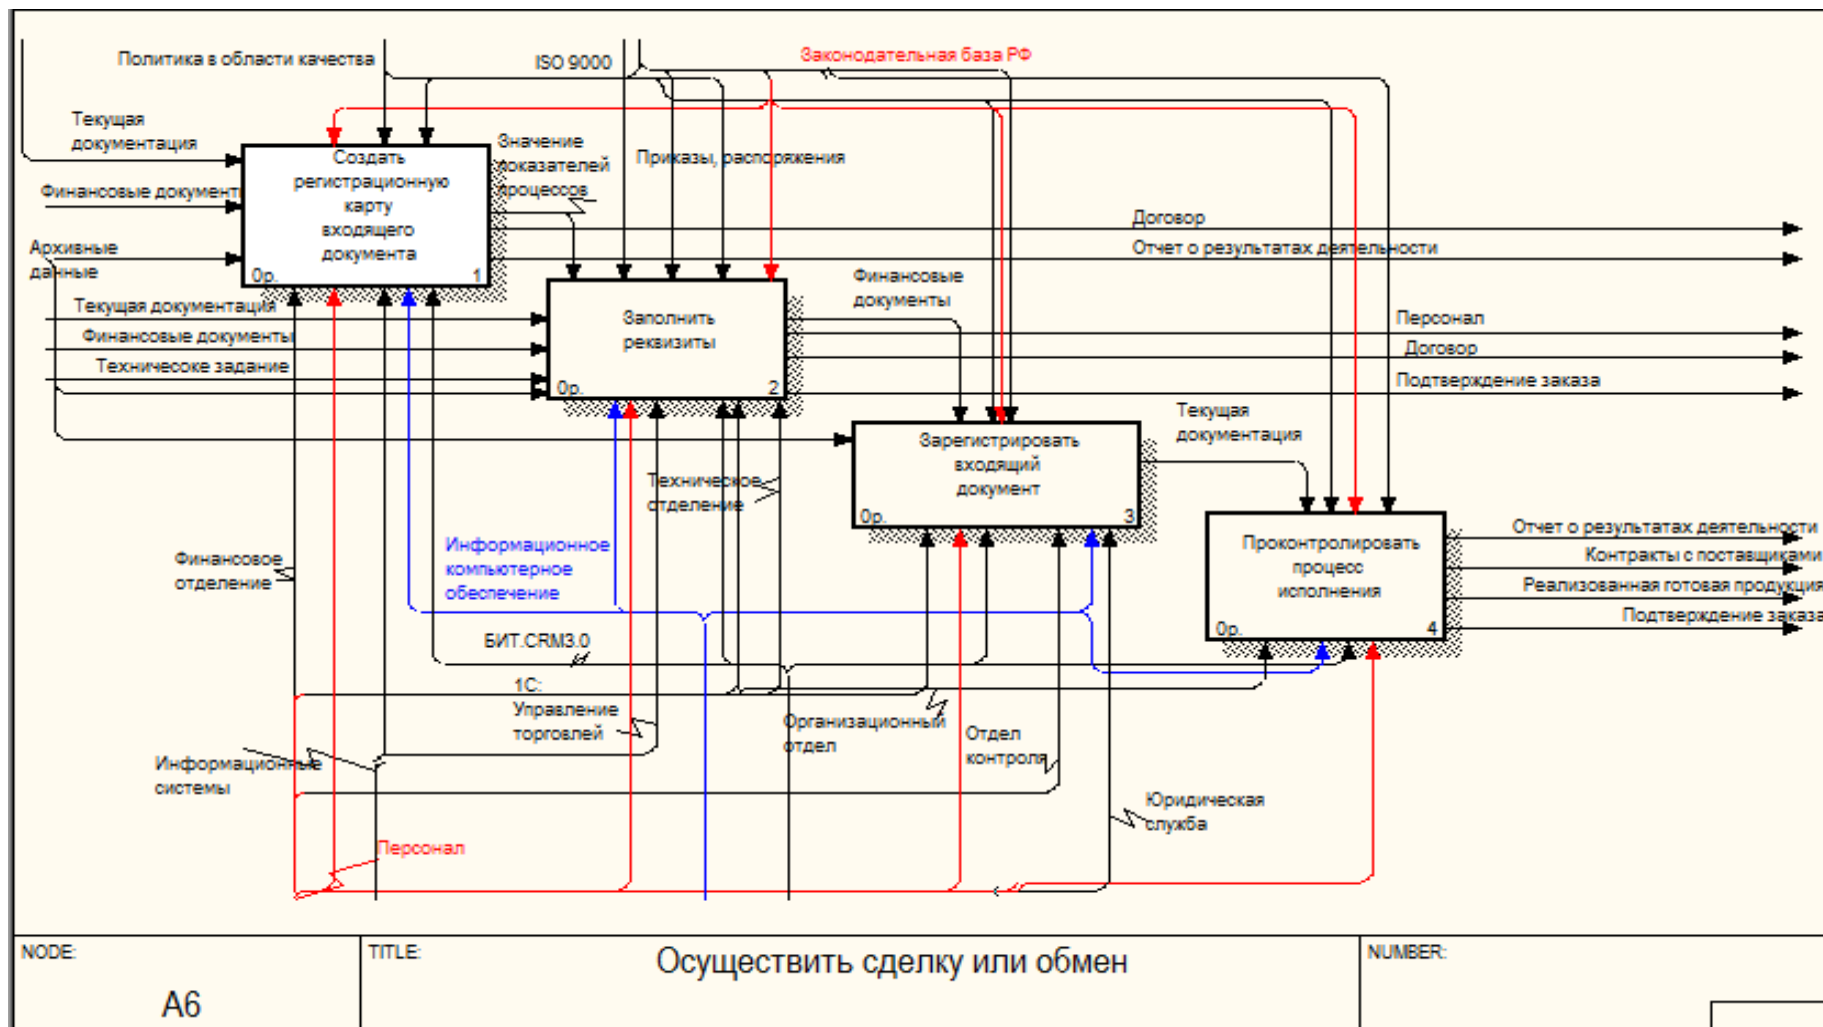 Политика в области качества
ISO 9000
Законодательная база РФ
Текущая
документация
Значение
показателей
процессов
Приказы, распоряжения
Создать
регистрационную
карту
входящего
документа
0р.
1
Финансовые документы
Архивные
данные
Договор
Отчет о результатах деятельности
Финансовые
документы
Текущая документация
Финансовые документы
Техничесоке задание
Заполнить
реквизиты
0р.
2
Персонал
Договор
Подтверждение заказа
Текущая
документация
Зарегистрировать
входящий
документ
0р.
3
Техническое
отделение
Финансовое
отделение
Информационное
компьютерное
обеспечение
Проконтролировать
процесс
исполнения
0р.
4
Отчет о результатах деятельности
Контракты с поставщиками
Реализованная готовая продукция
Подтверждение заказа
БИТ.CRM3.0
1С:
Управление
торговлей
Организационный
отдел
Отдел
контроля
Информационные
системы
Юридическая
служба
Персонал
NODE:
A6
TITLE:
Осуществить сделку или обмен
NUMBER: